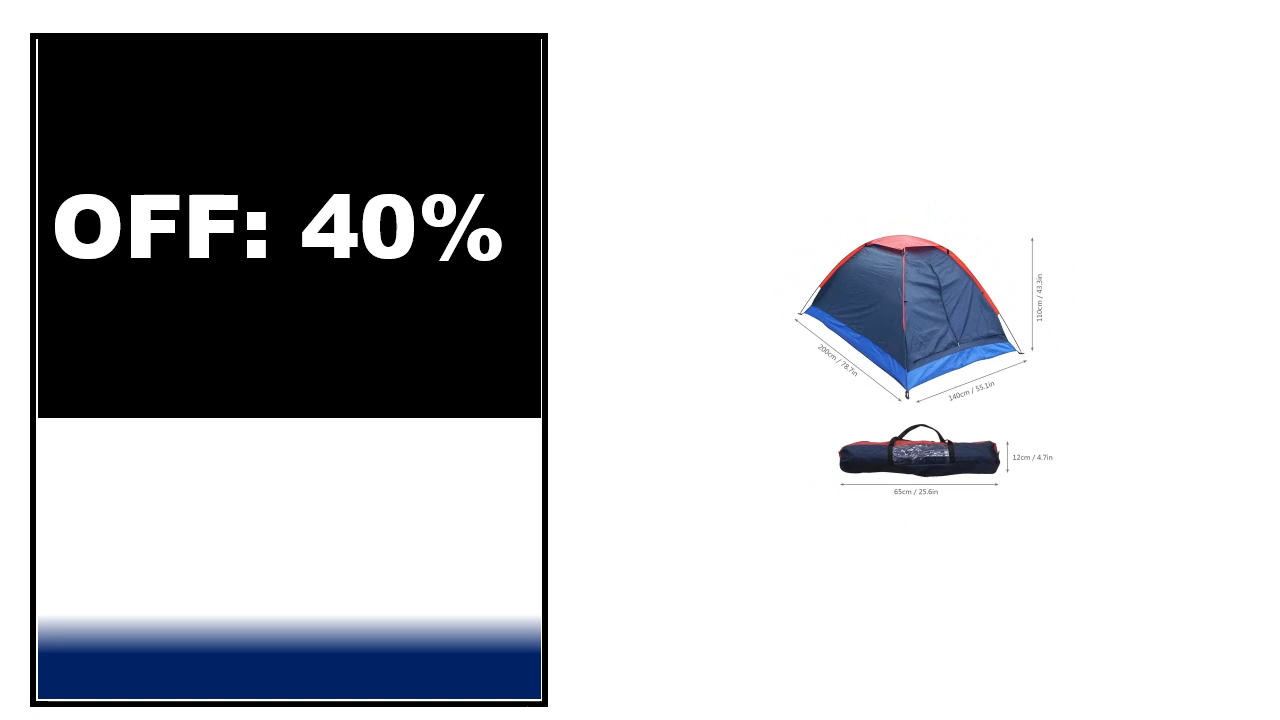 OFF: 40%
110cm / 43.3in
200cm / 78.7in
140cm / 55.1in
12cm / 4.7in
65cm / 25.6in